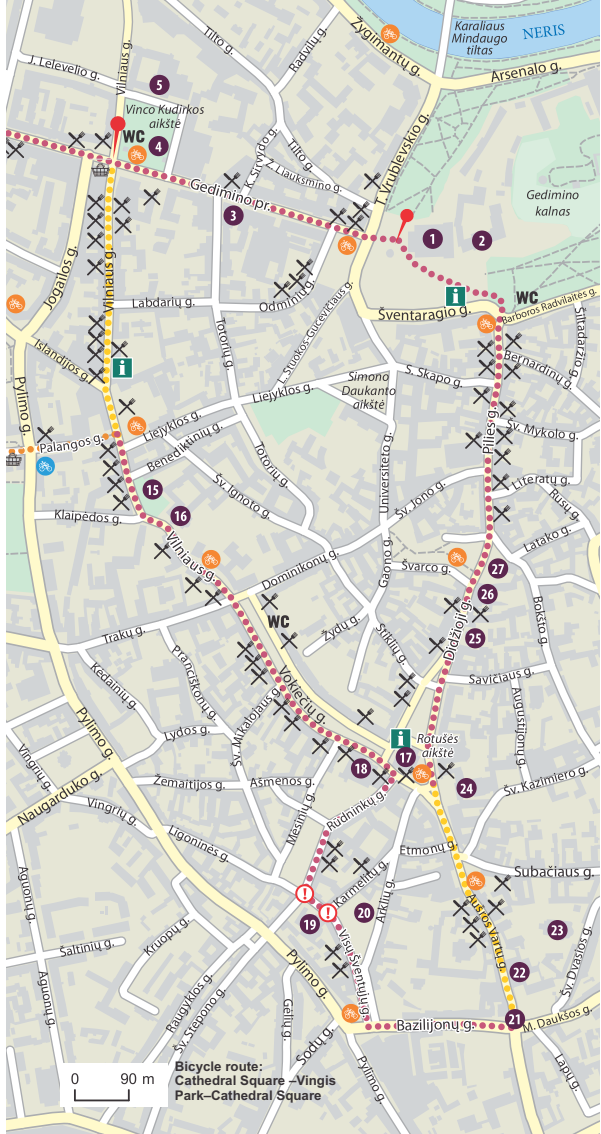 Karaliaus
Mindaugo
tiltas
NERIS
Žygimantų g.
Arsenalo g.
Tilto g.
Radvilų g.
J. Lelevelio g.
Vilniaus g.
5
Vinco Kudirkos
aikštė
WC
4
K. Sirvydo g.
Tilto g.
Z. Liauksmino g.
T. Vrublevskio g.
Gedimino pr.
3
1
2
Gedimino
kalnas
Jogailos g.
Vilniaus g.
Labdarių g.
Odminių g.
i
WC
Šventaragio g.
Barboros Radvilaitės g.
Totorių g.
L. Stuokos Gucevičiaus g.
Šiltadaržio g.
Islandijos g.
i
Bernardinų g.
Pylimo g.
S. Skapo g.
Simono
Daukanto
aikštė
Liejyklos g.
Pilies g.
Šv. Mykolo g.
Palangos g.
Liejyklos g.
Benediktinių g.
Totorių g.
Universiteto g.
15
Šv. Ignoto g.
Šv. Jono g.
Literatų g.
Rusų g.
Klaipėdos g.
16
Vilniaus g.
Latako g.
Dominikonų g.
Gaono g.
Švarco g.
27
26
Bokšto g.
WC
Žydų g.
Stiklių g.
Didžioji g.
25
Trakų g.
Pranciškonų g.
Kėdainių g.
Vokiečių g.
Savičiaus g.
Augustijonų g.
Šv. Mikalojaus g.
Pylimo g.
Lydos g.
i
Rotušės
aikštė
17
Vingrių g.
18
Šv. Kazimiero g.
Žemaitijos g.
Ašmenos g.
24
Naugarduko g.
Vingrių g.
Mėsinių g.
Rūdninkų g.
Ligoninės g.
Etmonų g.
Subačiaus g.
Aguonų g.
Karmelitų g.
Arklių g.
Aušros Vartų g.
19
20
Kruopų g.
23
Šaltinių g.
Visų Šventųjų g.
Pylimo g.
Šv. Dvasios g.
22
Aguonų g.
Raugyklos g.
Šv. Stepono g.
Gėlių g.
21
Bazilijonų g.
M. Daukšos g.
Sodų g.
Pylimo g.
Lapų g.
0 90 m
Bicycle route:
Cathedral Square –Vingis
Park–Cathedral Square